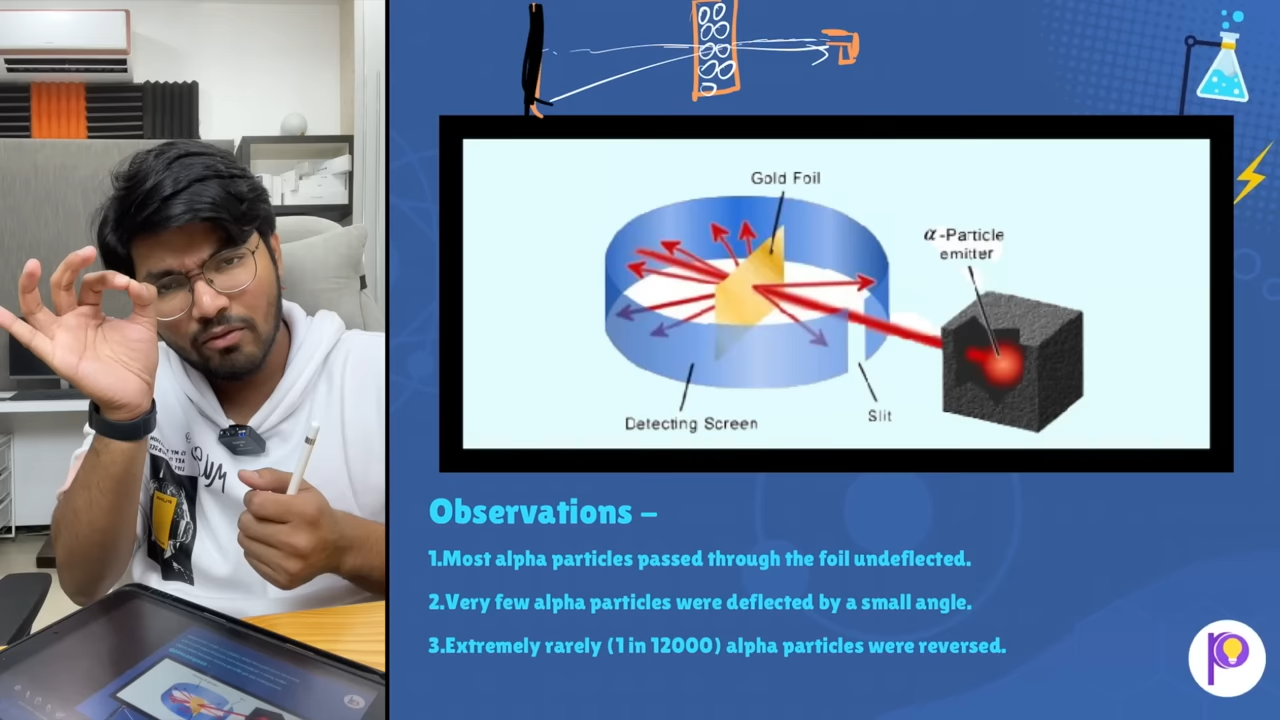 Gold Foil
α-Particle
emitter
Detecting Screen
Slit
Observations –
1.Most alpha particles passed through the foil undeflected.
2.Very few alpha particles were deflected by a small angle.
3.Extremely rarely (1 in 12000) alpha particles were reversed.